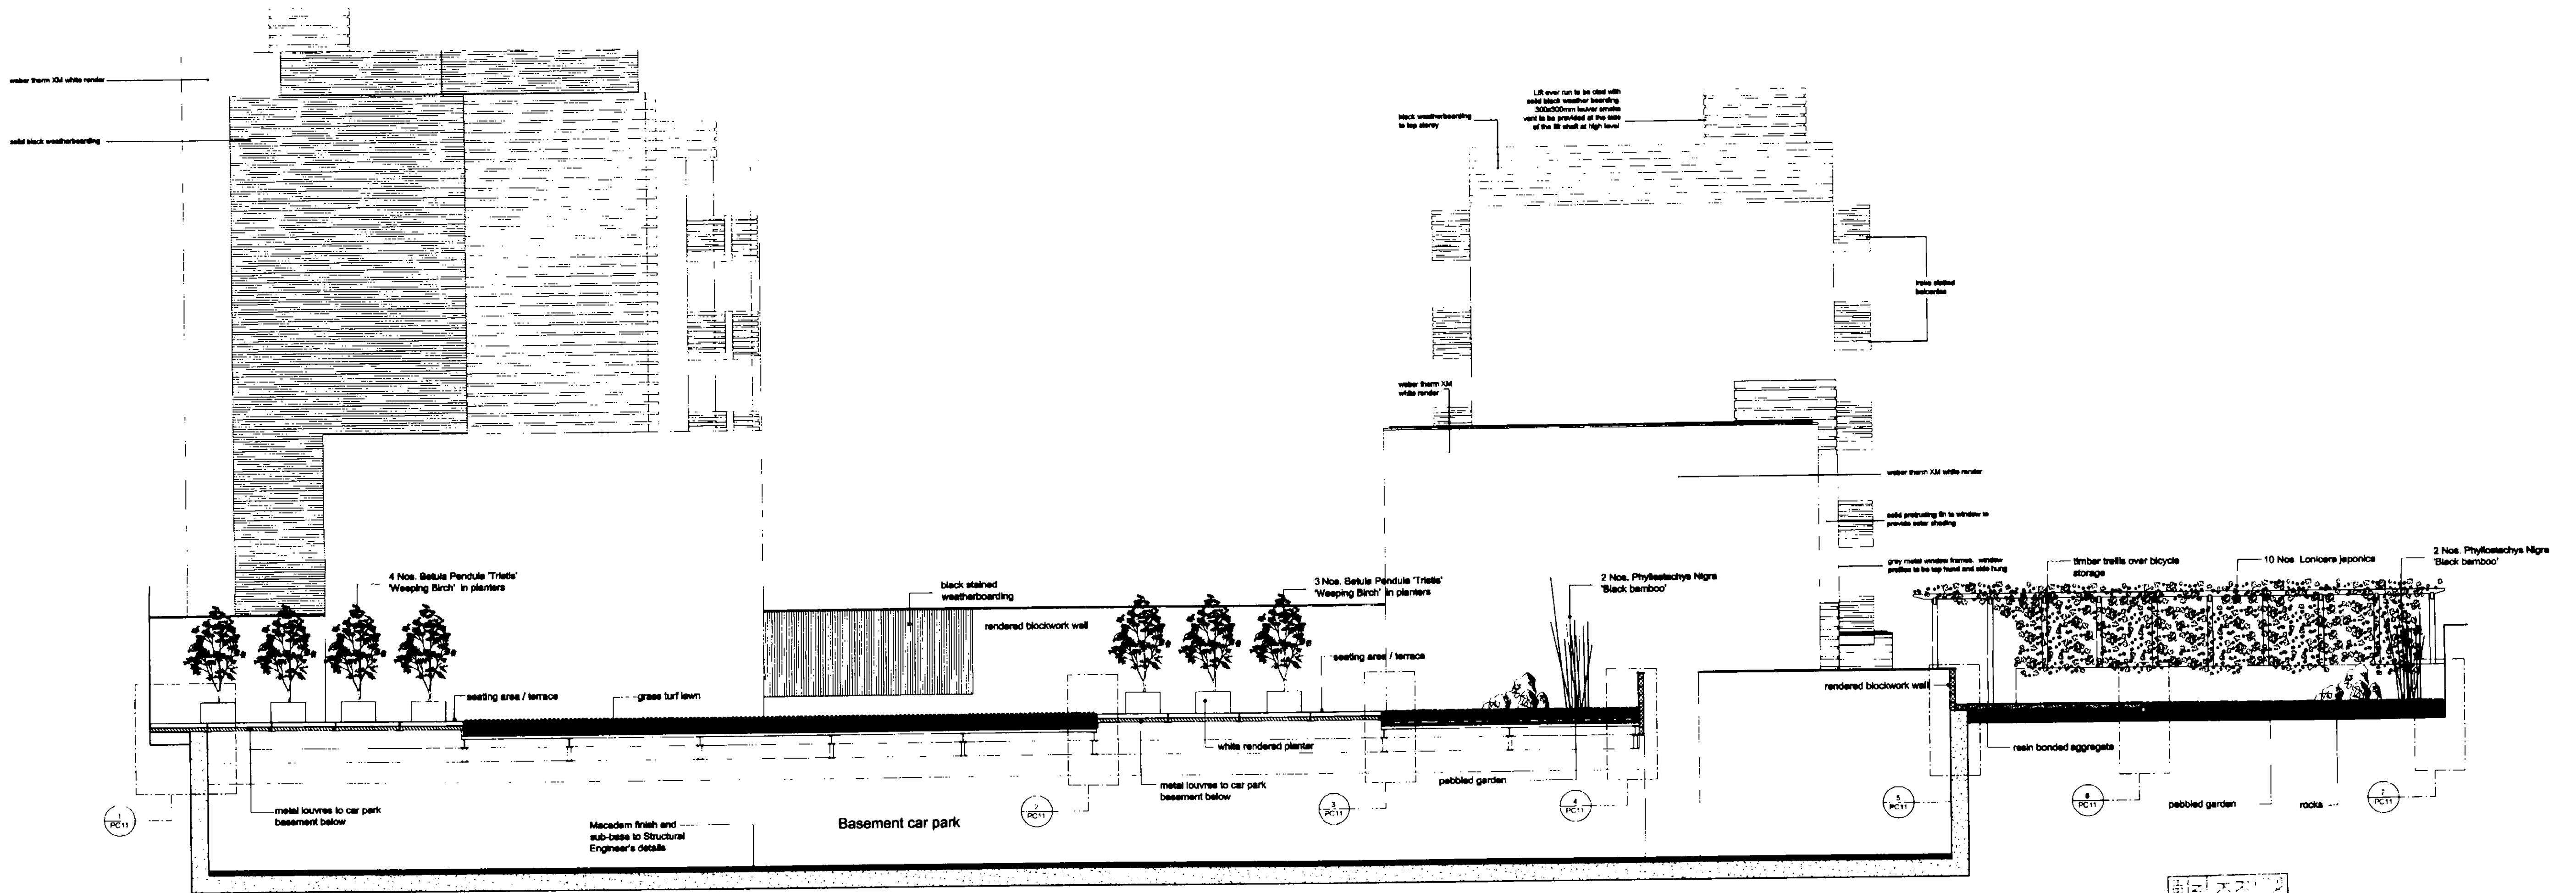 weber therm XM white render
solid black weatherboarding
Lift over run to be clad with
solid black weather boarding.
300x300mm louver smoke
vent to be provided at the side
of the lift shaft at high level
black weatherboarding
to top storey
slatted
balconies
weber therm XM
white render
weber therm XM white render
solid protruding fin to window to
provide solar shading
grey metal window frames. window
profiles to be top hund and side hung
4 Nos. Betula Pendula 'Tristis'
'Weeping Birch' in planters
black stained
weatherboarding
rendered blockwork wall
3 Nos. Betula Pendula 'Tristis'
'Weeping Birch' in planters
2 Nos. Phyllostachys Nigra
'Black bamboo'
timber trellis over bicycle
storage
10 Nos. Lonicera japonica
2 Nos. Phyllostachys Nigra
'Black bamboo'
seating area / terrace
grass turf lawn
seating area / terrace
rendered blockwork wall
white rendered planter
resin bonded aggregate
metal louvres to car park
basement below
metal louvres to car park
basement below
pebbled garden
pebbled garden
rocks
1
PC11
2
PC11
3
PC11
4
PC11
5
PC11
6
PC11
7
PC11
Macadam finish and
sub-base to Structural
Engineer's details
Basement car park